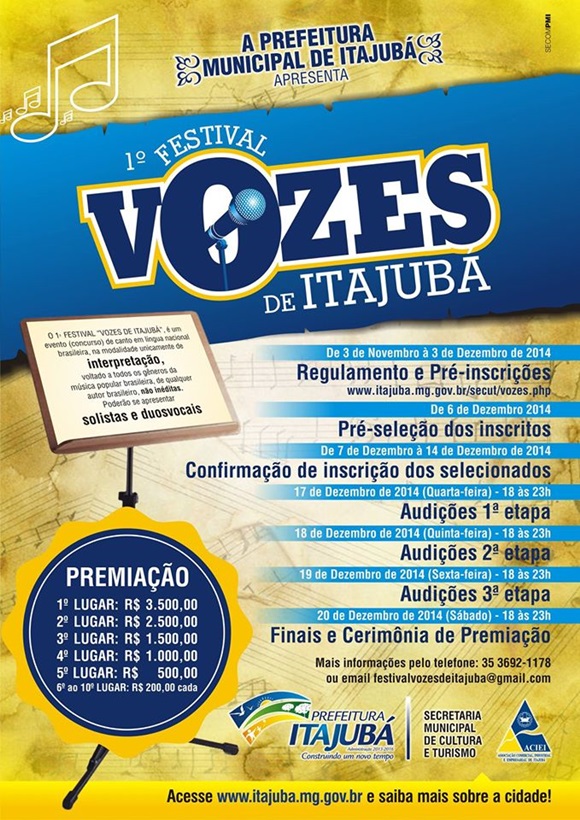 SECOMPMI
A PREFEITURA
MUNICIPAL DE ITAJUBÁ
APRESENTA
1º FESTIVAL
VOZES
DE ITAJUBÁ
O 1º FESTIVAL "VOZES DE ITAJUBÁ", é um
evento (concurso) de canto em língua nacional
brasileira, na modalidade unicamente de
interpretação,
voltado a todos os gêneros da
música popular brasileira, de qualquer
autor brasileiro, não inéditas.
Poderão se apresentar
solistas e duosvocais
De 3 de Novembro à 3 de Dezembro de 2014
Regulamento e Pré-inscrições
www.itajuba.mg.gov.br/secut/vozes.php
De 6 de Dezembro 2014
Pré-seleção dos inscritos
De 7 de Dezembro à 14 de Dezembro de 2014
Confirmação de inscrição dos selecionados
17 de Dezembro de 2014 (Quarta-feira) - 18 às 23h
Audições 1ª etapa
18 de Dezembro de 2014 (Quinta-feira) - 18 às 23h
Audições 2ª etapa
19 de Dezembro de 2014 (Sexta-feira) - 18 às 23h
Audições 3ª etapa
20 de Dezembro de 2014 (Sábado) - 18 às 23h
Finais e Cerimônia de Premiação
Mais informações pelo telefone: 35 3692-1178
ou email festivalvozesdeitajuba@gmail.com
PREMIAÇÃO
1º LUGAR: R$ 3.500,00
2º LUGAR: R$ 2.500,00
3º LUGAR: R$ 1.500,00
4º LUGAR: R$ 1.000,00
5º LUGAR: R$ 500,00
6º ao 10º LUGAR: R$ 200,00 cada
PREFEITURA
ITAJUBÁ
Administração 2013-2016
Construindo um novo tempo
SECRETARIA
MUNICIPAL
DE CULTURA
E TURISMO
ACIEI
ASSOCIAÇÃO COMERCIAL, INDUSTRIAL
E EMPRESARIAL DE ITAJUBÁ
Acesse www.itajuba.mg.gov.br e saiba mais sobre a cidade!